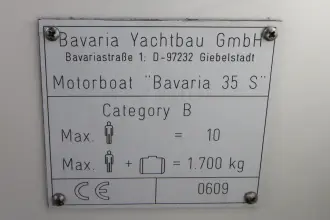 Bavaria Yachtbau GmbH
Bavariastraße 1; D-97232 Giebelstadt
Motorboat "Bavaria 35 S"
Category B
Max. = 10
Max. + = 1.700 kg
CE 0609